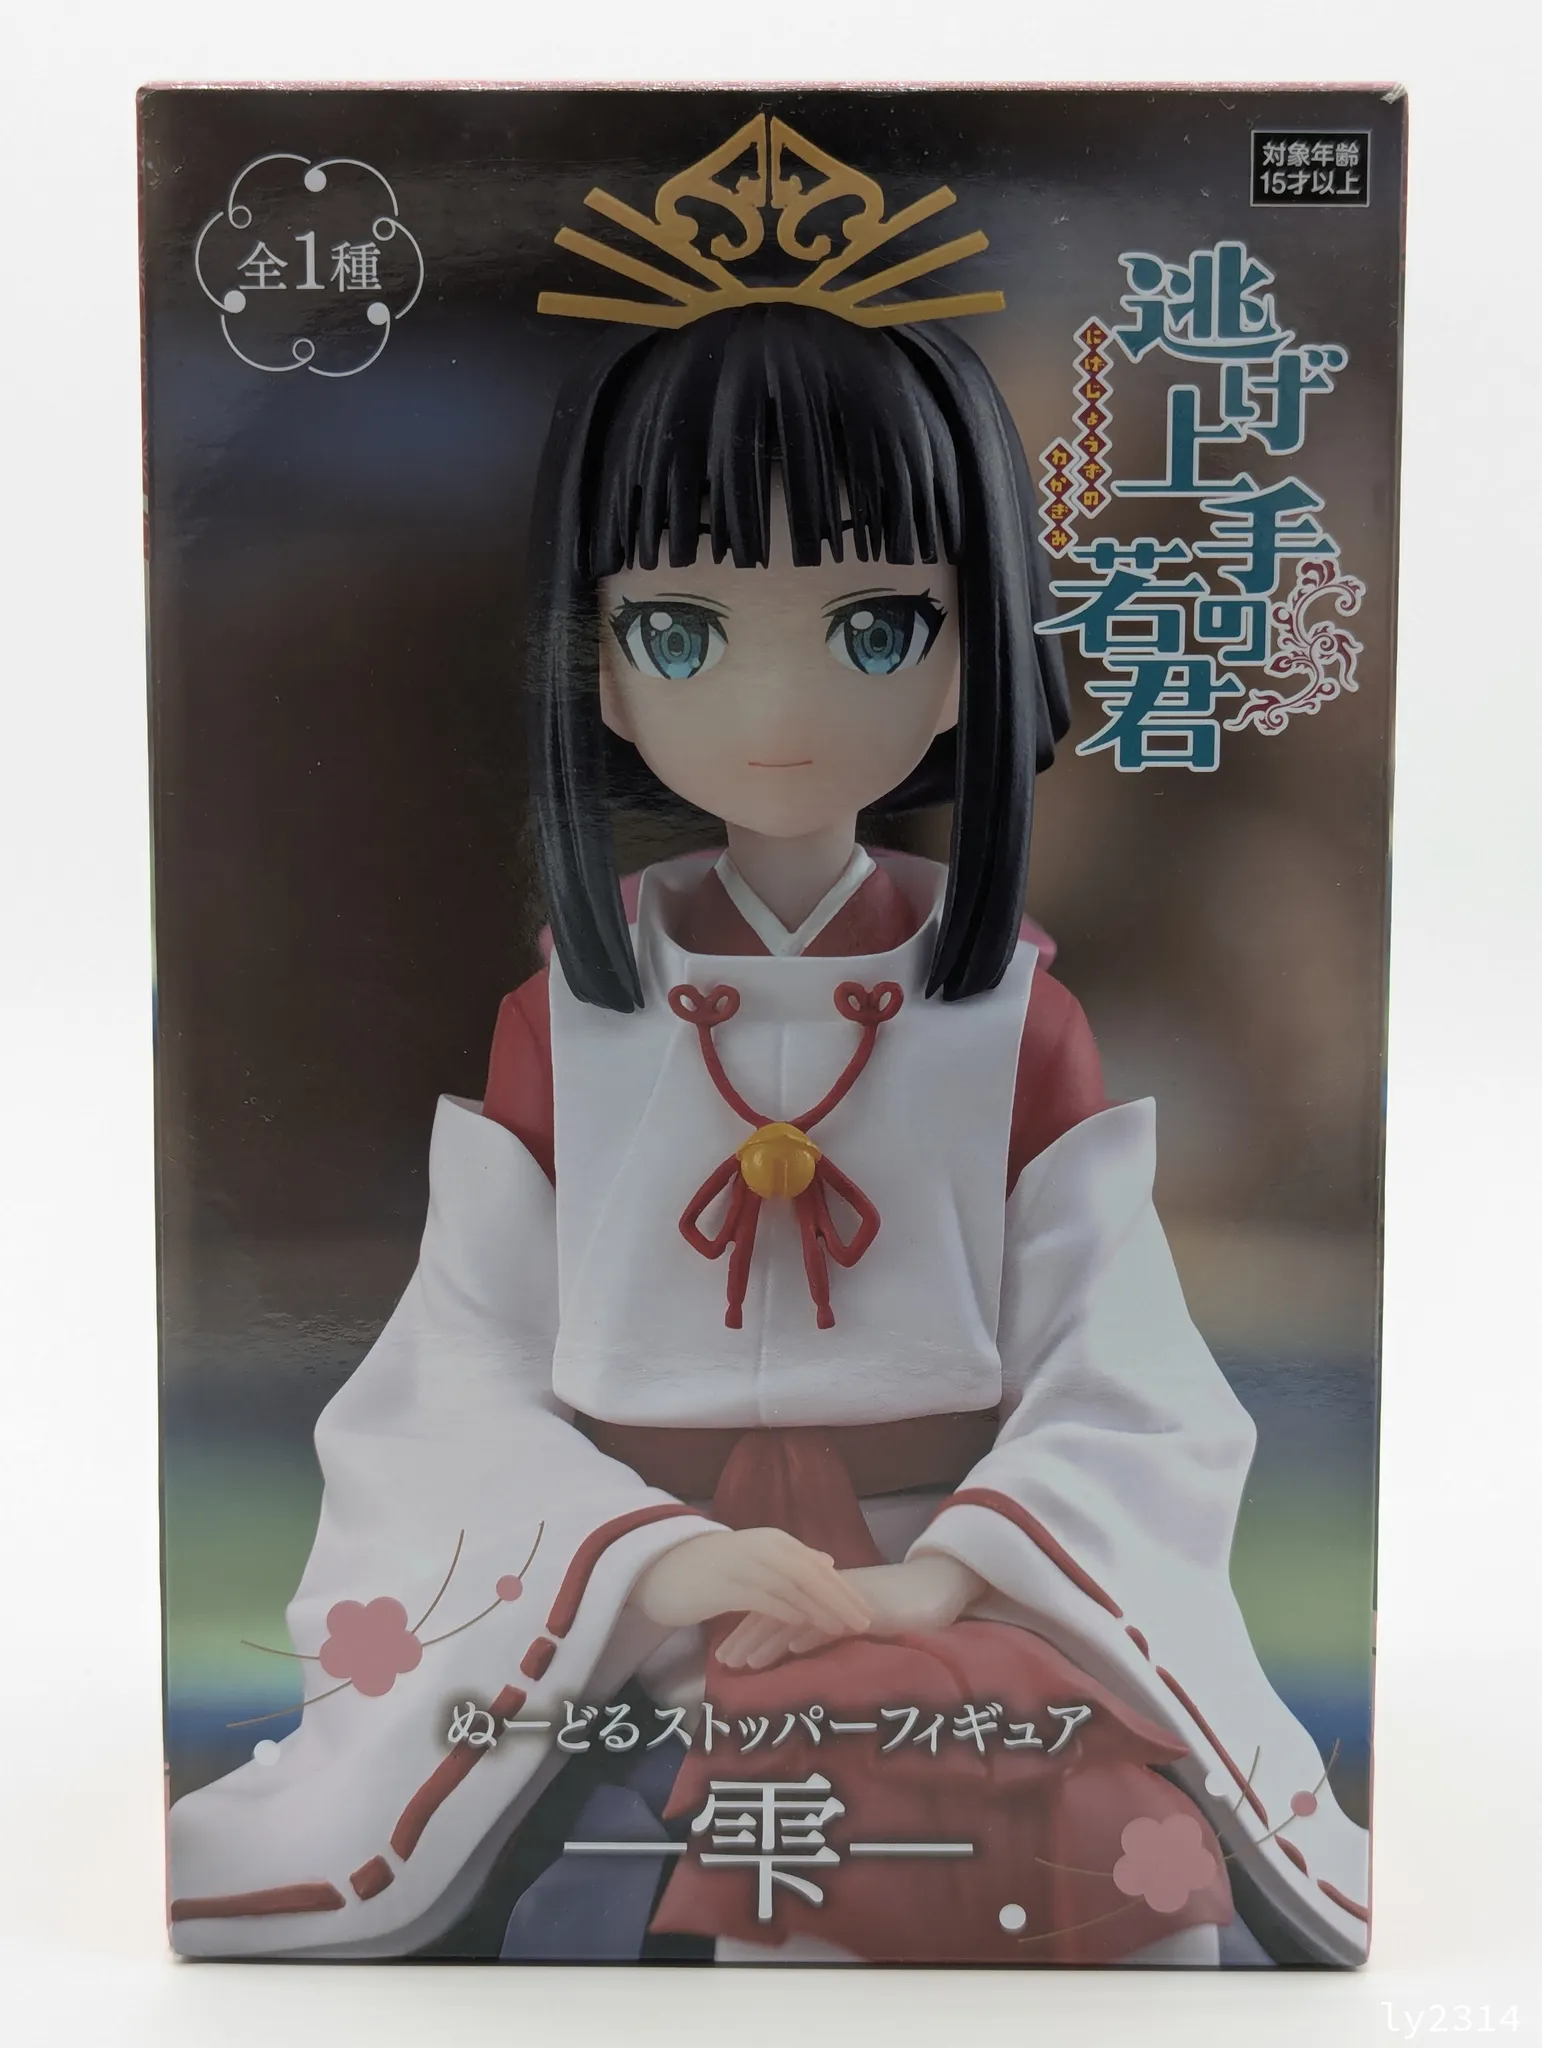 全1種
対象年齢
15才以上
逃げ上手の若君
にげじょうずの
わかぎみ
ぬーどるストッパーフィギュア
雫
ly2314